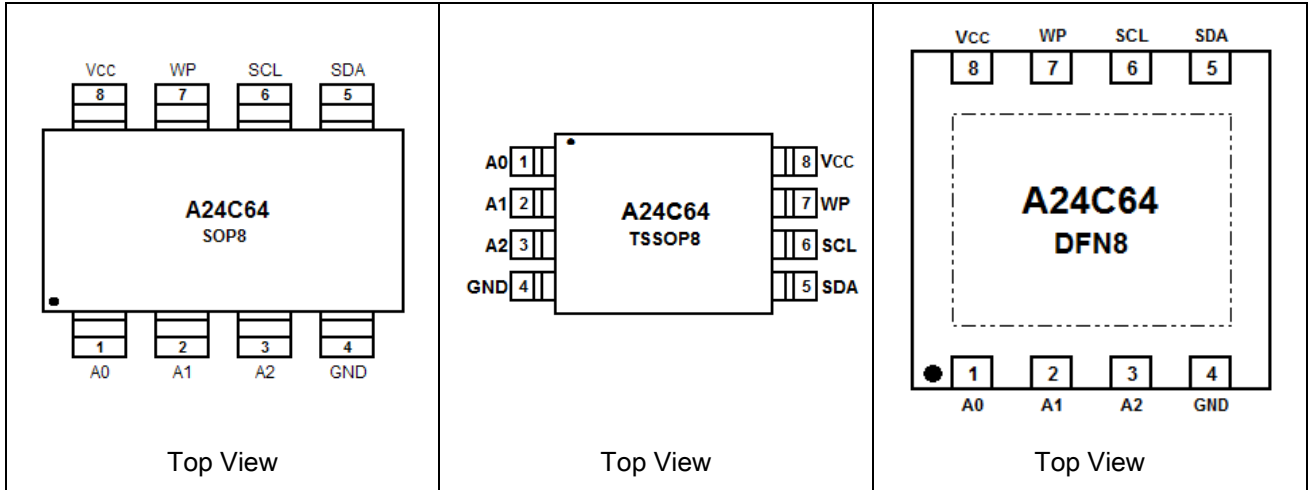 VCC WP SCL SDA
8 7 6 5
A24C64
SOP8
1 2 3 4
A0 A1 A2 GND
Top View
A0 1 8 VCC
A1 2 7 WP
A2 3 6 SCL
GND 4 5 SDA
A24C64
TSSOP8
Top View
VCC WP SCL SDA
8 7 6 5
A24C64
DFN8
1 2 3 4
A0 A1 A2 GND
Top View